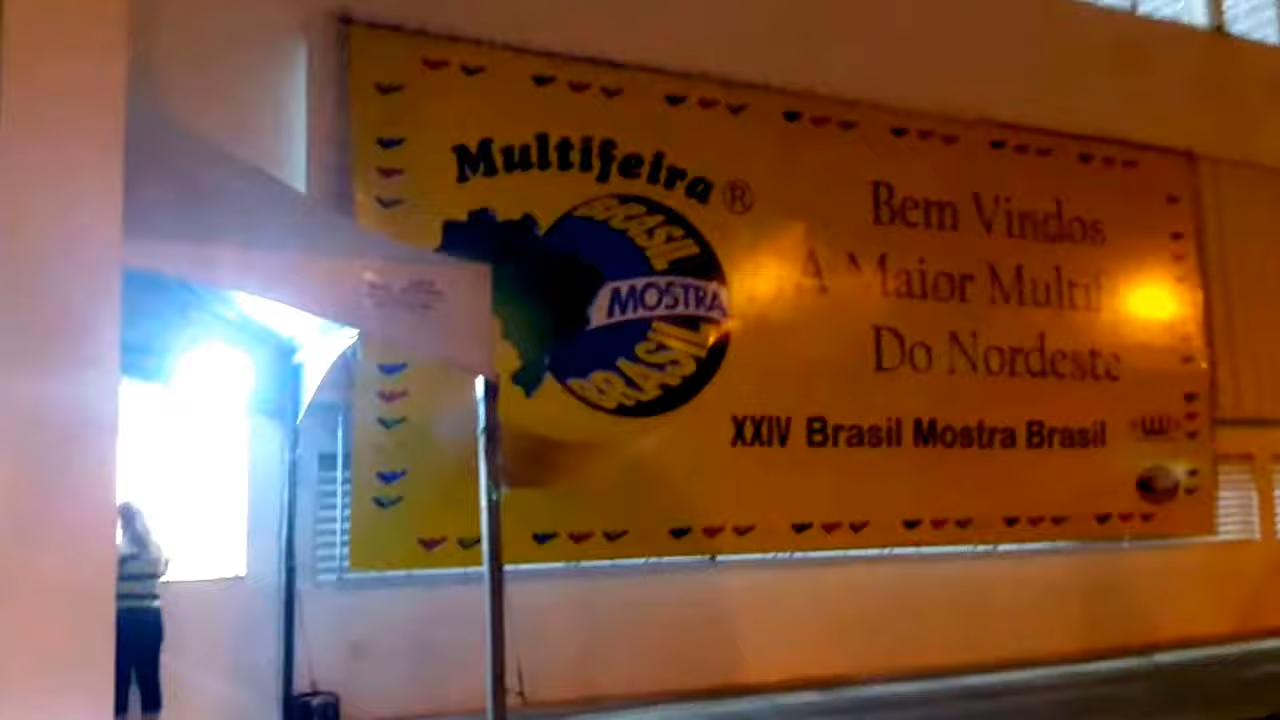 Multifeira®
BRASIL
MOSTRA
BRASIL
Bem Vindos
A Maior
Do Nordeste
XXIV Brasil Mostra Brasil